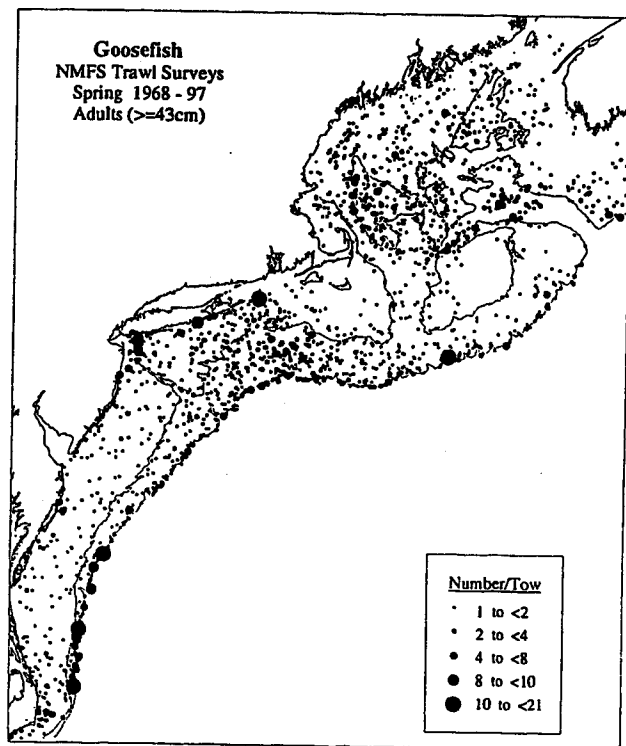 Goosefish
NMFS Trawl Surveys
Spring 1968 - 97
Adults (>=43cm)
Number/Tow
1 to <2
2 to <4
4 to <8
8 to <10
10 to <21